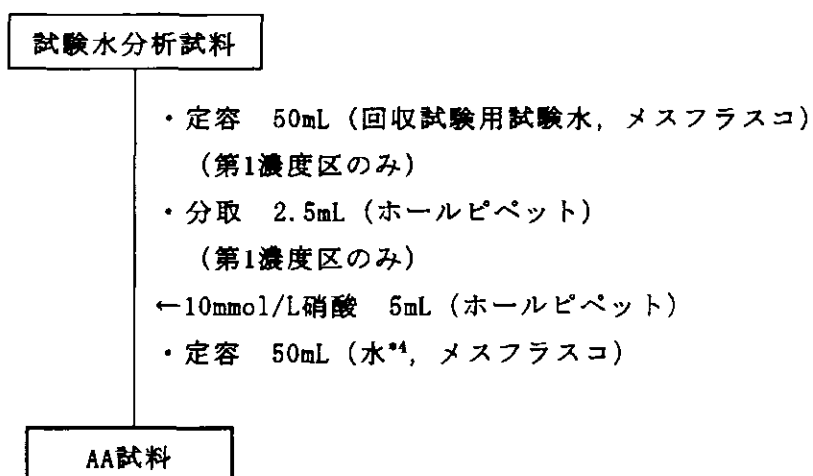 試験水分析試料
・定容 50mL（回収試験用試験水，メスフラスコ）
（第1濃度区のみ）
・分取 2.5mL（ホールピペット）
（第1濃度区のみ）
←10mmol/L硝酸 5mL（ホールピペット）
・定容 50mL（水*4，メスフラスコ）
AA試料